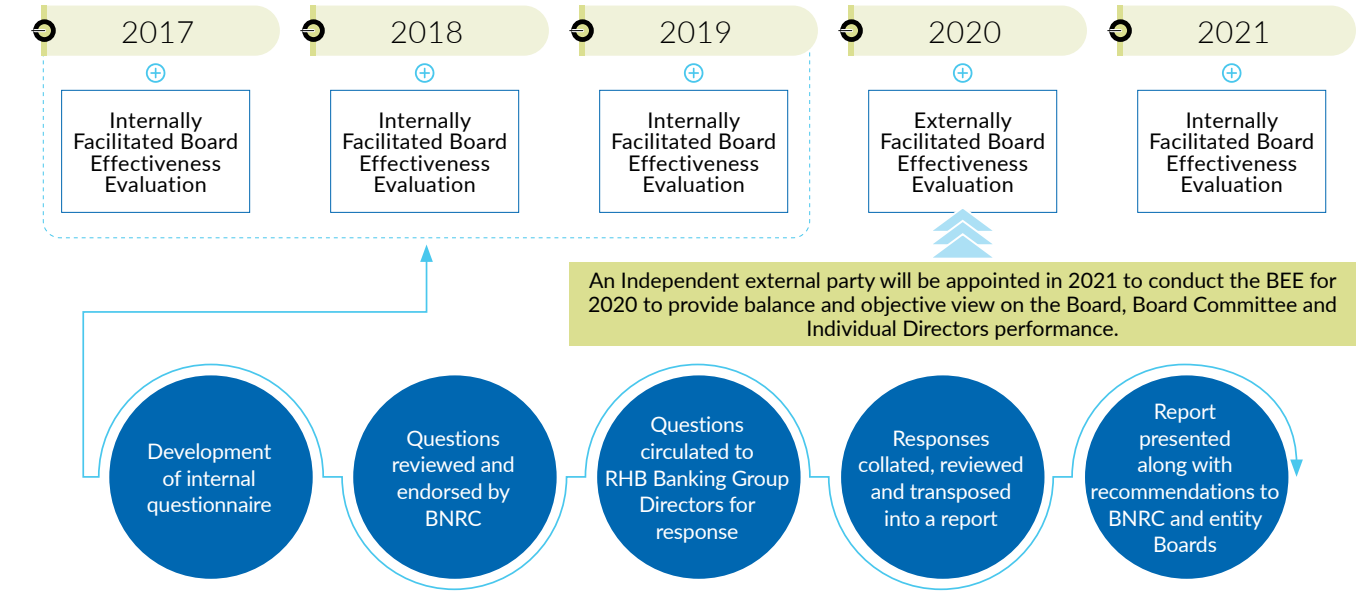 2017
2018
2019
2020
2021
Internally
Facilitated Board
Effectiveness
Evaluation
Internally
Facilitated Board
Effectiveness
Evaluation
Internally
Facilitated Board
Effectiveness
Evaluation
Externally
Facilitated Board
Effectiveness
Evaluation
Internally
Facilitated Board
Effectiveness
Evaluation
An Independent external party will be appointed in 2021 to conduct the BEE for
2020 to provide balance and objective view on the Board, Board Committee and
Individual Directors performance.
Development
of internal
questionnaire
Questions
reviewed and
endorsed by
BNRC
Questions
circulated to
RHB Banking Group
Directors for
response
Responses
collated, reviewed
and transposed
into a report
Report
presented
along with
recommendations to
BNRC and entity
Boards